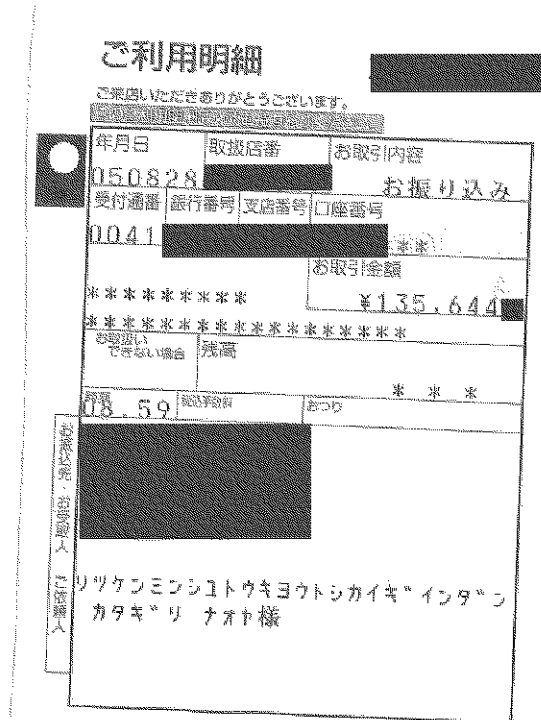 ご利用明細
ご来店いただきありがとうございます。
年月日 取扱店番 お取引内容
050828 お振り込み
受付通番 銀行番号 支店番号 口座番号
0041 **
お取引金額
********* ¥135,644
******************
お取扱いできない場合 残高
***
時刻 税込手数料 おつり
08.59
お振込先・お受取人
ご依頼人
リツケンミンシユトウキヨウトシカイギインダン
カタギリ ナオヤ様